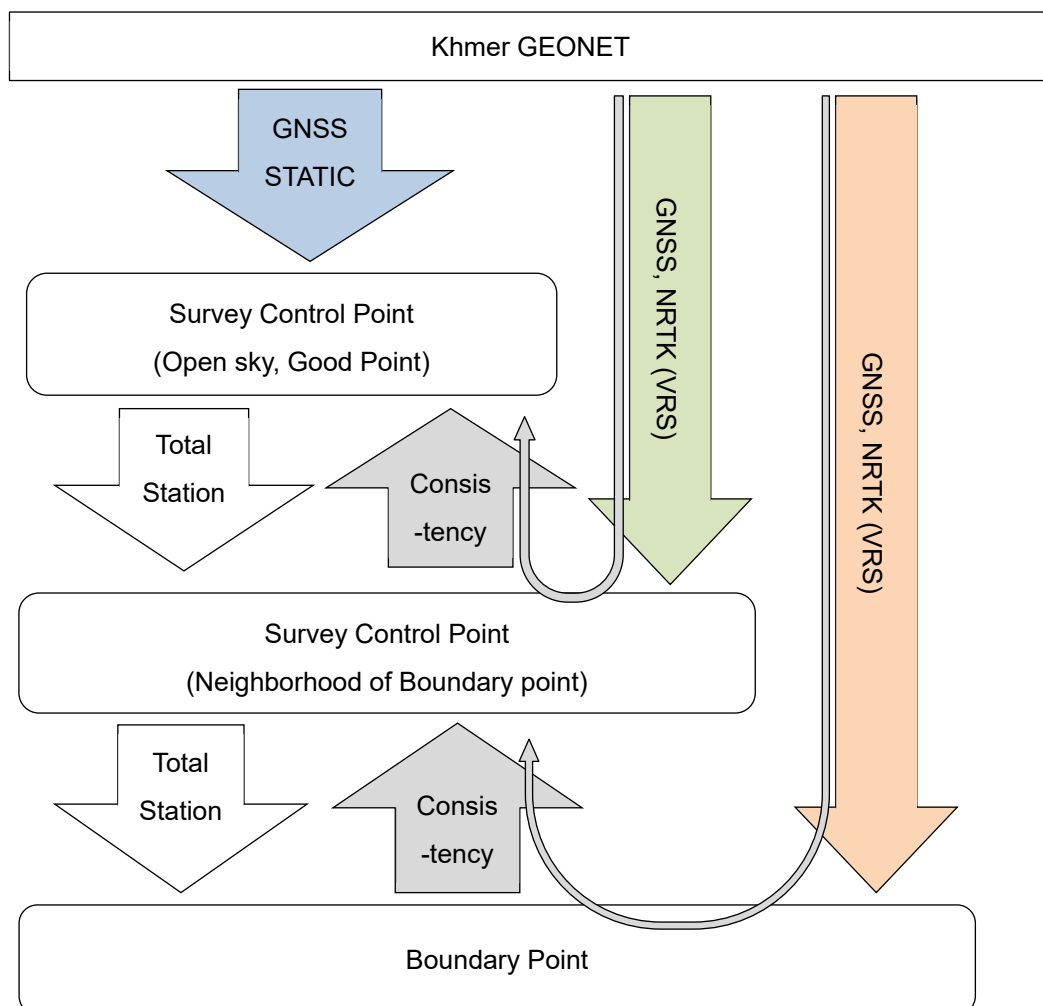 Khmer GEONET
GNSS
STATIC
GNSS, NRTK (VRS)
GNSS, NRTK (VRS)
Survey Control Point
(Open sky, Good Point)
Total
Station
Consis
-tency
Survey Control Point
(Neighborhood of Boundary point)
Total
Station
Consis
-tency
Boundary Point